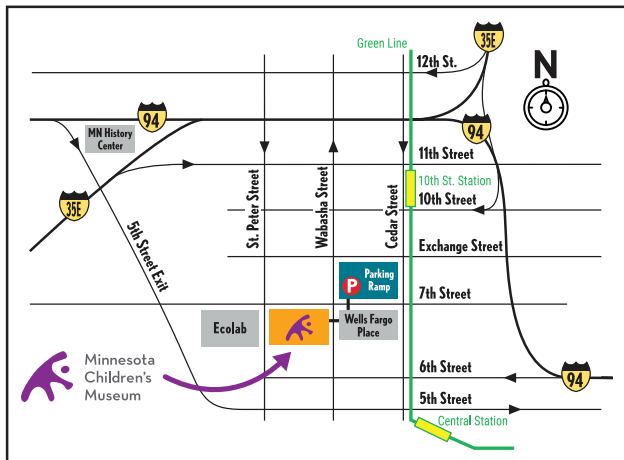 Green Line
35E
12th St.
N
94
MN History
Center
94
11th Street
10th St. Station
10th Street
35E
5th Street Exit
St. Peter Street
Wabasha Street
Cedar Street
Exchange Street
P
Parking
Ramp
7th Street
Ecolab
Wells Fargo
Place
Minnesota
Children's
Museum
6th Street
94
5th Street
Central Station